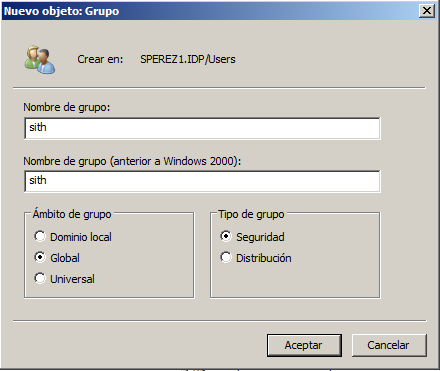 Nuevo objeto: Grupo
Crear en: SPEREZ1.IDP/Users
Nombre de grupo:
sith
Nombre de grupo (anterior a Windows 2000):
sith
Ámbito de grupo
Dominio local
Global
Universal
Tipo de grupo
Seguridad
Distribución
Aceptar
Cancelar